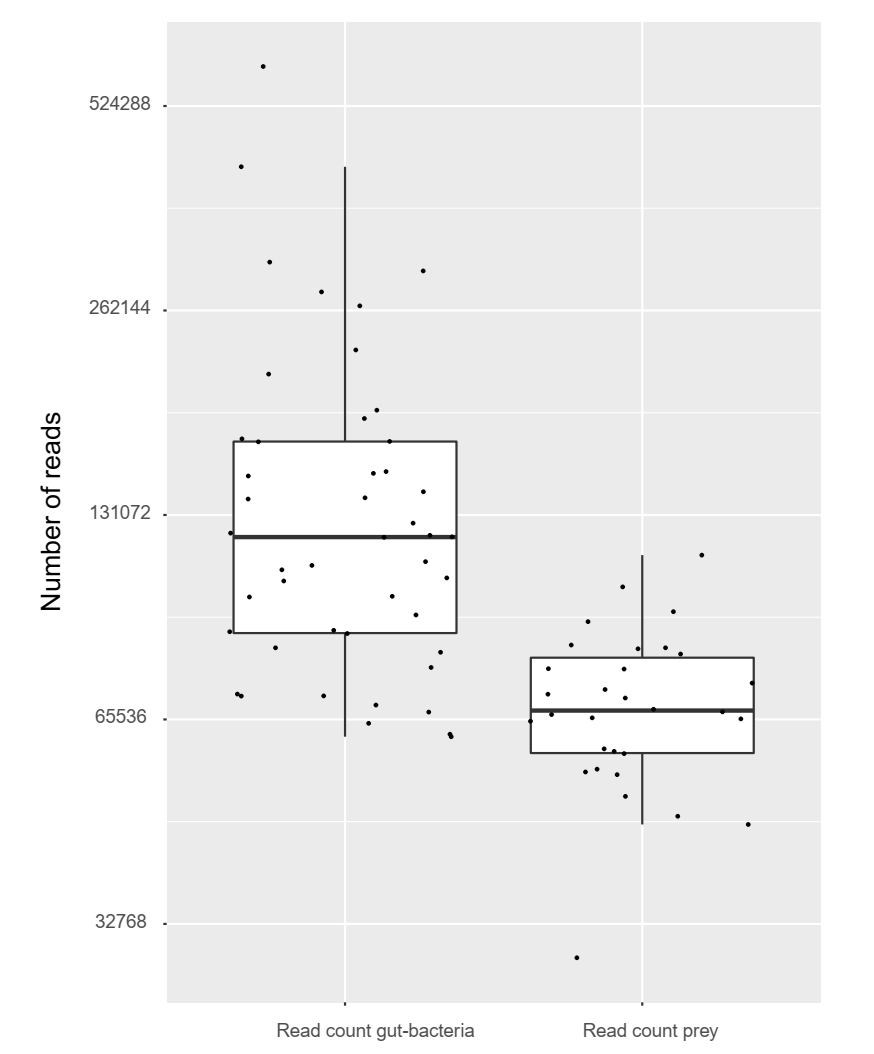 524288
262144
131072
65536
32768
Number of reads
Read count gut-bacteria
Read count prey